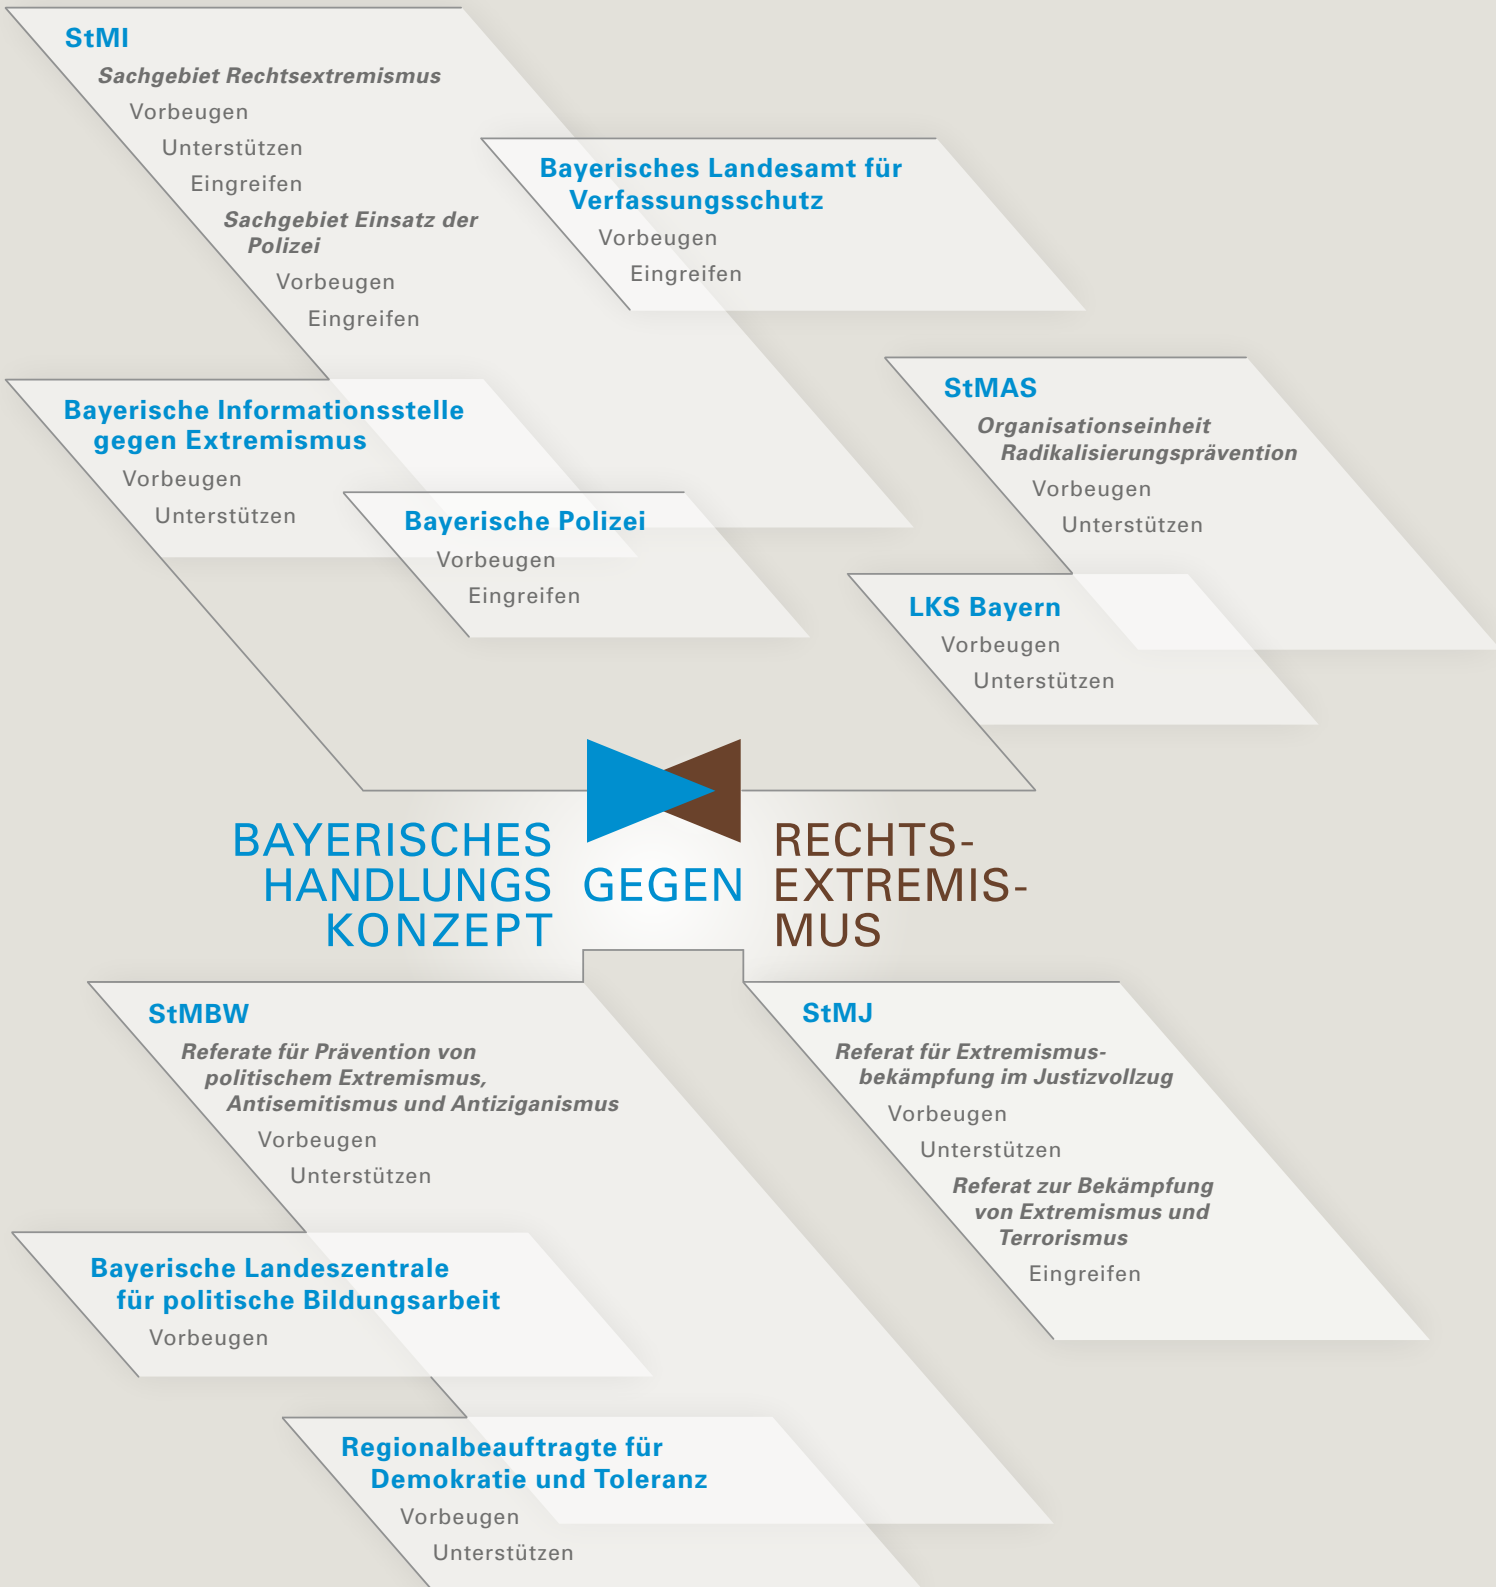 StMI
Sachgebiet Rechtsextremismus
Vorbeugen
Unterstützen
Eingreifen
Sachgebiet Einsatz der
Polizei
Vorbeugen
Eingreifen
Bayerisches Landesamt für
Verfassungsschutz
Vorbeugen
Eingreifen
Bayerische Informationsstelle
gegen Extremismus
Vorbeugen
Unterstützen
Bayerische Polizei
Vorbeugen
Eingreifen
StMAS
Organisationseinheit
Radikalisierungsprävention
Vorbeugen
Unterstützen
LKS Bayern
Vorbeugen
Unterstützen
BAYERISCHES
HANDLUNGS
KONZEPT
GEGEN
RECHTS-
EXTREMIS-
MUS
StMBW
Referate für Prävention von
politischem Extremismus,
Antisemitismus und Antiziganismus
Vorbeugen
Unterstützen
StMJ
Referat für Extremismus-
bekämpfung im Justizvollzug
Vorbeugen
Unterstützen
Referat zur Bekämpfung
von Extremismus und
Terrorismus
Eingreifen
Bayerische Landeszentrale
für politische Bildungsarbeit
Vorbeugen
Regionalbeauftragte für
Demokratie und Toleranz
Vorbeugen
Unterstützen